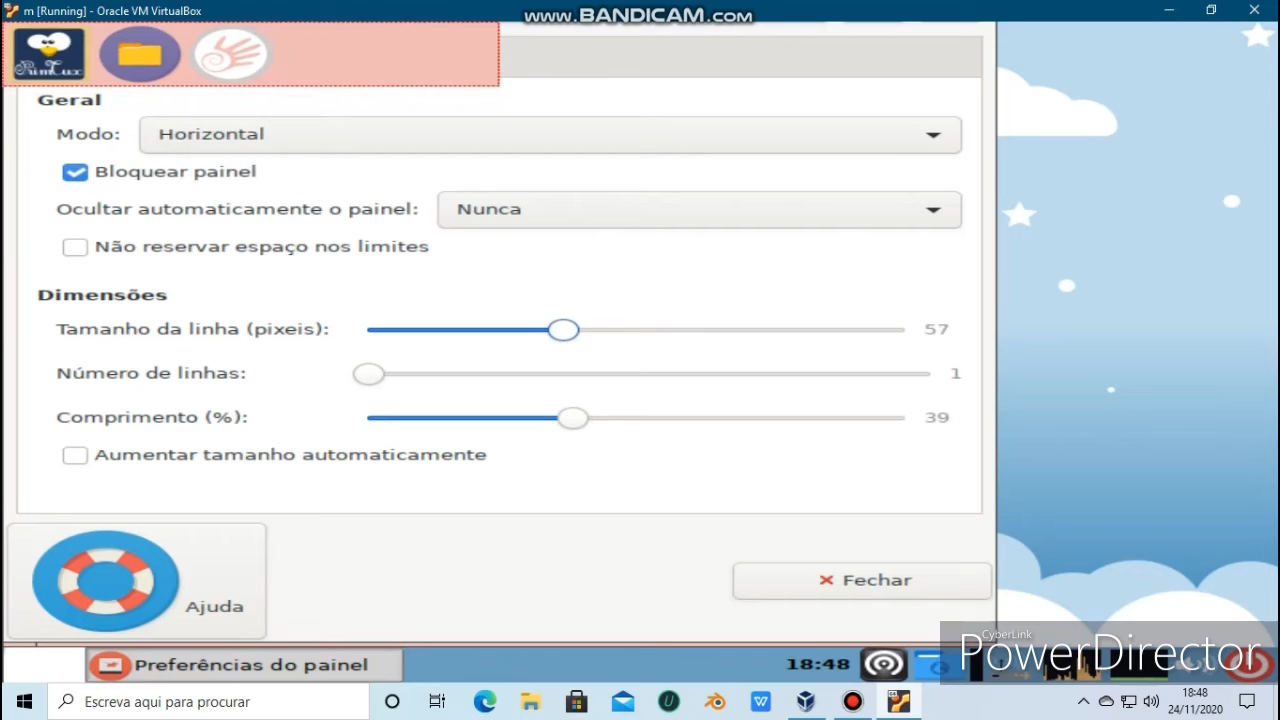 m [Running] - Oracle VM VirtualBox
www.BANDICAM.com
PrimTux
Geral
Modo: Horizontal
Bloquear painel
Ocultar automaticamente o painel: Nunca
Não reservar espaço nos limites
Dimensões
Tamanho da linha (pixeis): 57
Número de linhas: 1
Comprimento (%): 39
Aumentar tamanho automaticamente
Ajuda
Fechar
CyberLink
PowerDirector
Preferências do painel
18:48
Escreva aqui para procurar
18:48
24/11/2020